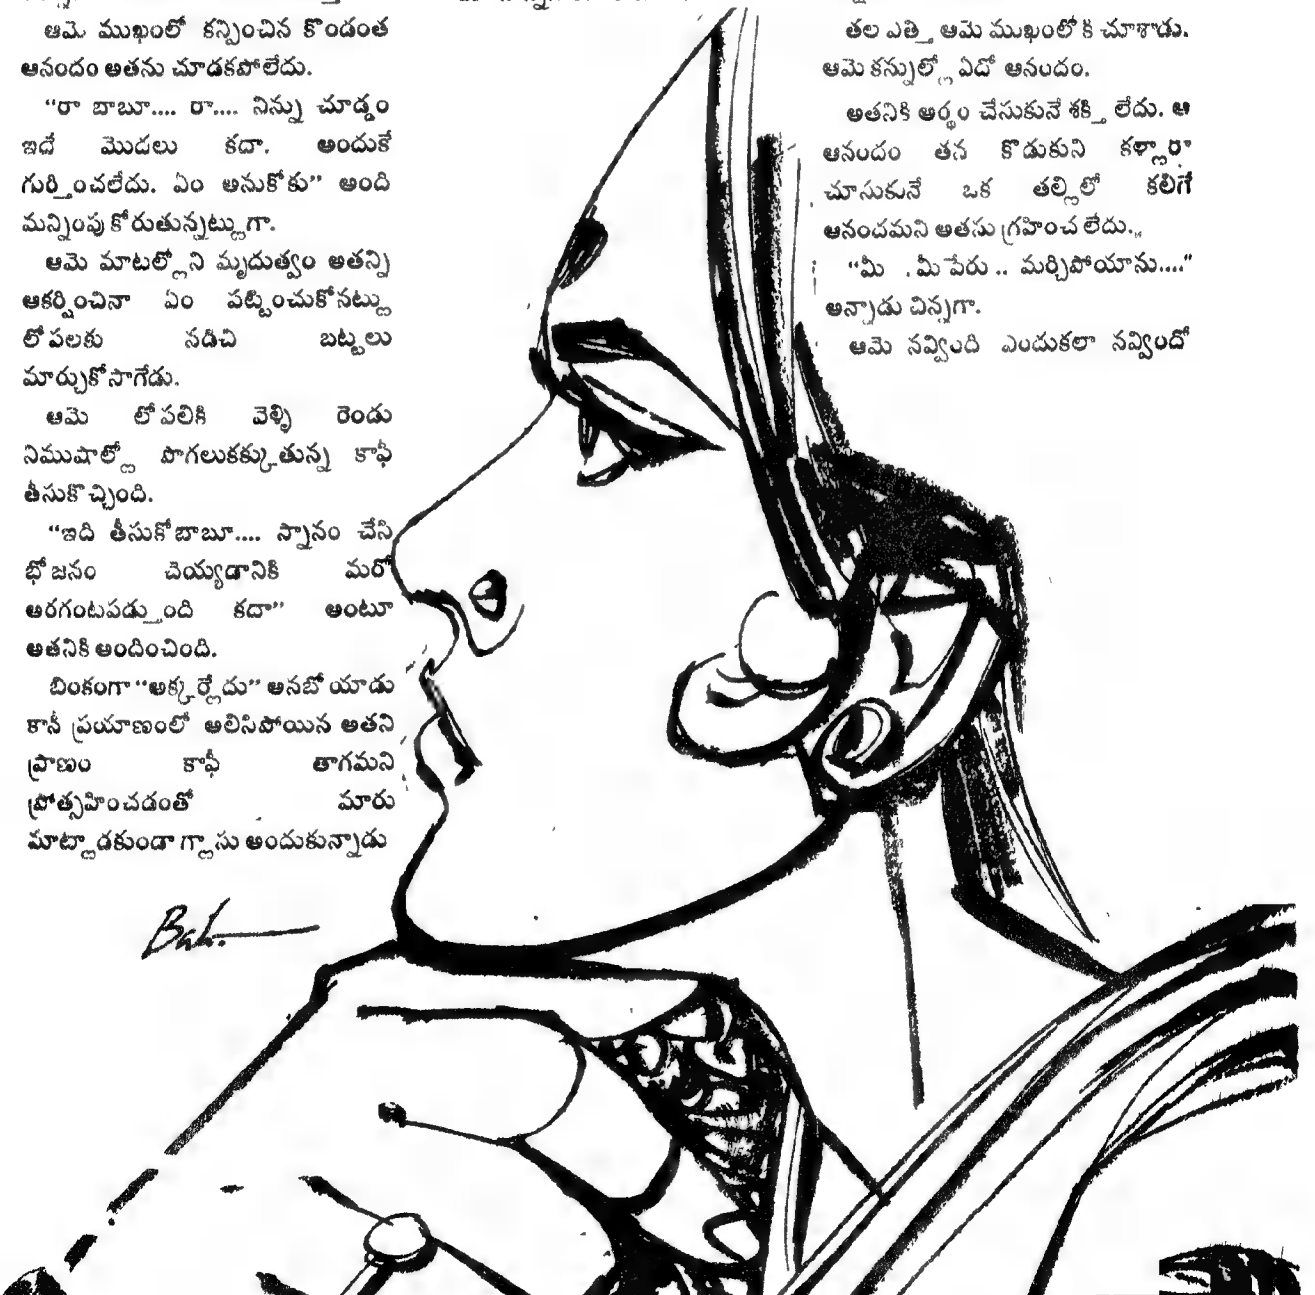 ఆమె ముఖంలో కన్పించిన కొండంత
ఆనందం అతను చూడకపోలేదు.
"రా బాబూ.... రా.... నిన్ను చూడ్డం
ఇదే మొదలు కదా. అందుకే
గుర్తించలేదు. ఏం అనుకోకు" అంది
మన్నింపు కోరుతున్నట్లుగా.
ఆమె మాటల్లోని మృదుత్వం అతన్ని
ఆకర్షించినా ఏం పట్టించుకోనట్లు
లోపలకు నడిచి బట్టలు
మార్చుకోసాగేడు.
ఆమె లోపలికి వెళ్ళి రెండు
నిముషాల్లో పొగలుకక్కుతున్న కాఫీ
తీసుకొచ్చింది.
"ఇది తీసుకోబాబూ.... స్నానం చేసి
భోజనం చెయ్యడానికి మరో
అరగంటపడ్తుంది కదా" అంటూ
అతనికి అందించింది.
బింకంగా "అక్కర్లేదు" అనబోయాడు
కానీ ప్రయాణంలో అలిసిపోయిన అతని
ప్రాణం కాఫీ తాగమని
ప్రోత్సహించడంతో మారు
మాట్లాడకుండా గ్లాసు అందుకున్నాడు
తల ఎత్తి ఆమె ముఖంలోకి చూశాడు.
ఆమె కన్నుల్లో ఏదో ఆనందం.
అతనికి అర్థం చేసుకునే శక్తి లేదు. ఆ
ఆనందం తన కొడుకుని కళ్ళారా
చూసుకునే ఒక తల్లిలో కలిగే
ఆనందమని అతను గ్రహించలేదు.
"మీ . మీ పేరు .. మర్చిపోయాను...."
అన్నాడు చిన్నగా.
ఆమె నవ్వింది ఎందుకలా నవ్విందో